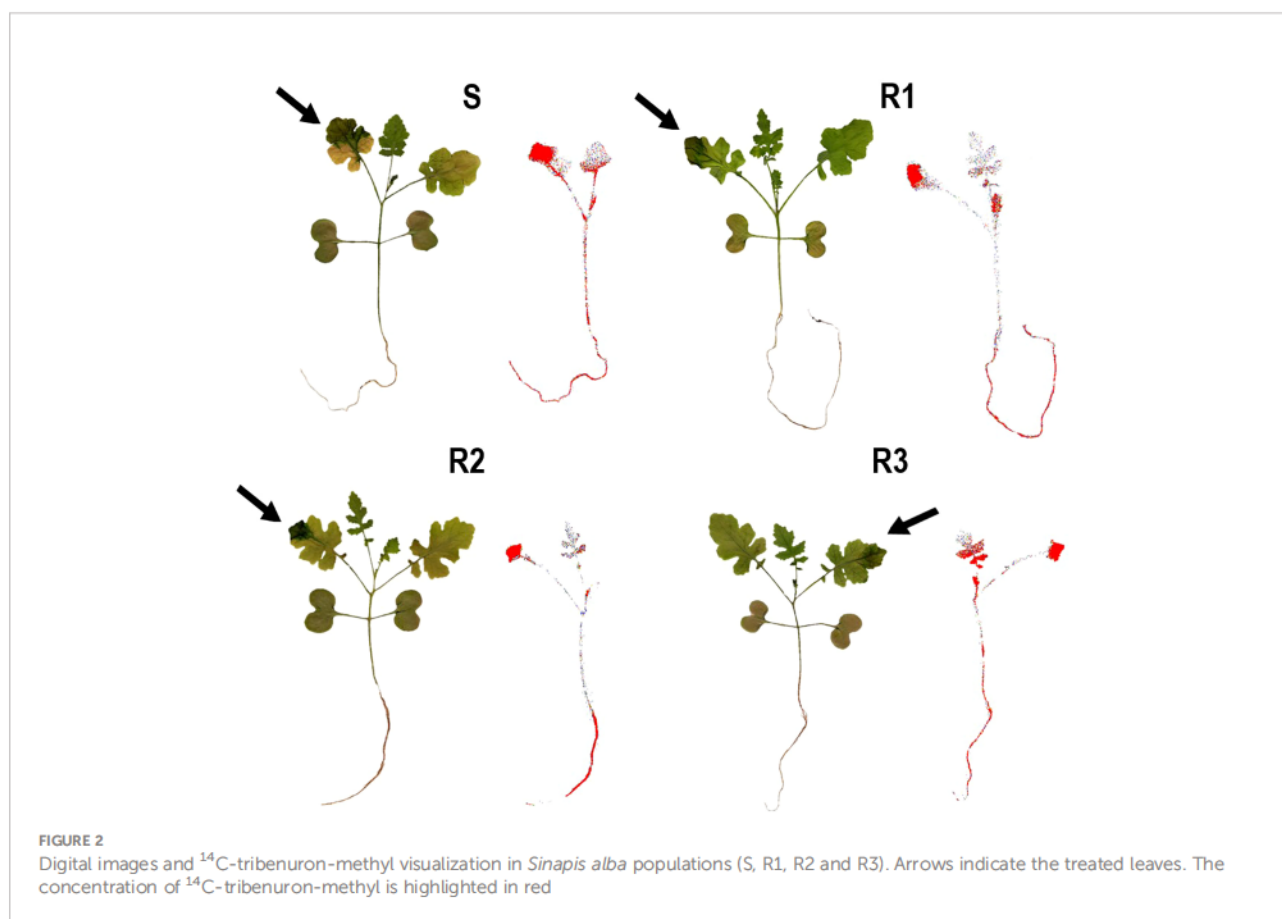 S
R1
R2
R3
FIGURE 2
Digital images and ¹⁴C-tribenuron-methyl visualization in Sinapis alba populations (S, R1, R2 and R3). Arrows indicate the treated leaves. The
concentration of ¹⁴C-tribenuron-methyl is highlighted in red